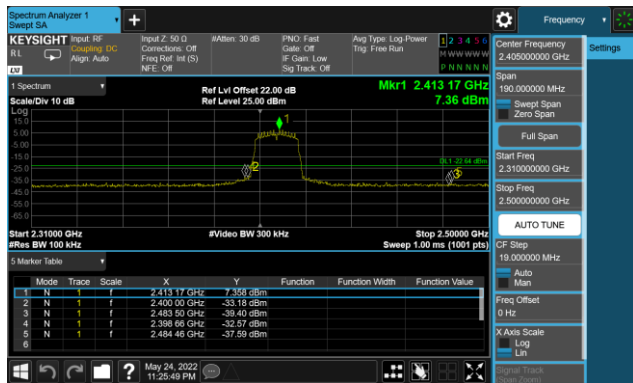 Spectrum Analyzer 1
Swept SA
Frequency
KEYSIGHT
Input: RF
Input Z: 50 Ω
#Atten: 30 dB
PNO: Fast
Avg Type: Log-Power
1 2 3 4 5 6
R L
Coupling: DC
Corrections: Off
Gate: Off
Trig: Free Run
M W W W W W
Align: Auto
Freq Ref: Int (S)
IF Gain: Low
P N N N N N
LXI
NFE: Off
Sig Track: Off
1 Spectrum
Ref Lvl Offset 22.00 dB
Mkr1 2.413 17 GHz
Scale/Div 10 dB
Ref Level 25.00 dBm
7.36 dBm
Log
15.0
5.00
-5.00
-15.0
-25.0
-35.0
-45.0
-55.0
-65.0
1
2
3
DL1 -22.64 dBm
Start 2.31000 GHz
#Video BW 300 kHz
Stop 2.50000 GHz
#Res BW 100 kHz
Sweep 1.00 ms (1001 pts)
5 Marker Table
Mode Trace Scale X Y Function Function Width Function Value
1 N 1 f 2.413 17 GHz 7.358 dBm
2 N 1 f 2.400 00 GHz -33.18 dBm
3 N 1 f 2.483 50 GHz -39.40 dBm
4 N 1 f 2.398 66 GHz -32.57 dBm
5 N 1 f 2.484 46 GHz -37.59 dBm
6
May 24, 2022
11:25:49 PM
Center Frequency
2.405000000 GHz
Settings
Span
190.000000 MHz
Swept Span
Zero Span
Full Span
Start Freq
2.310000000 GHz
Stop Freq
2.500000000 GHz
AUTO TUNE
CF Step
19.000000 MHz
Auto
Man
Freq Offset
0 Hz
X Axis Scale
Log
Lin
Signal Track
(Span Zoom)